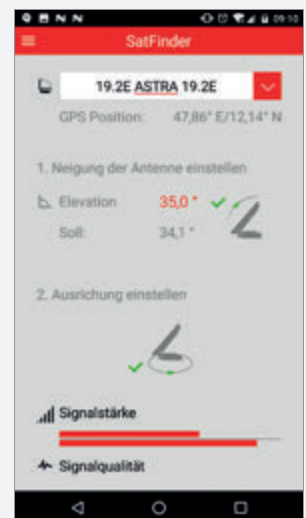 09:10
SatFinder
19.2E ASTRA 19.2E
GPS Position: 47,86° E/12,14° N
1. Neigung der Antenne einstellen
Elevation 35,0 °
Soll: 34,1 °
2. Ausrichung einstellen
Signalstärke
Signalqualität